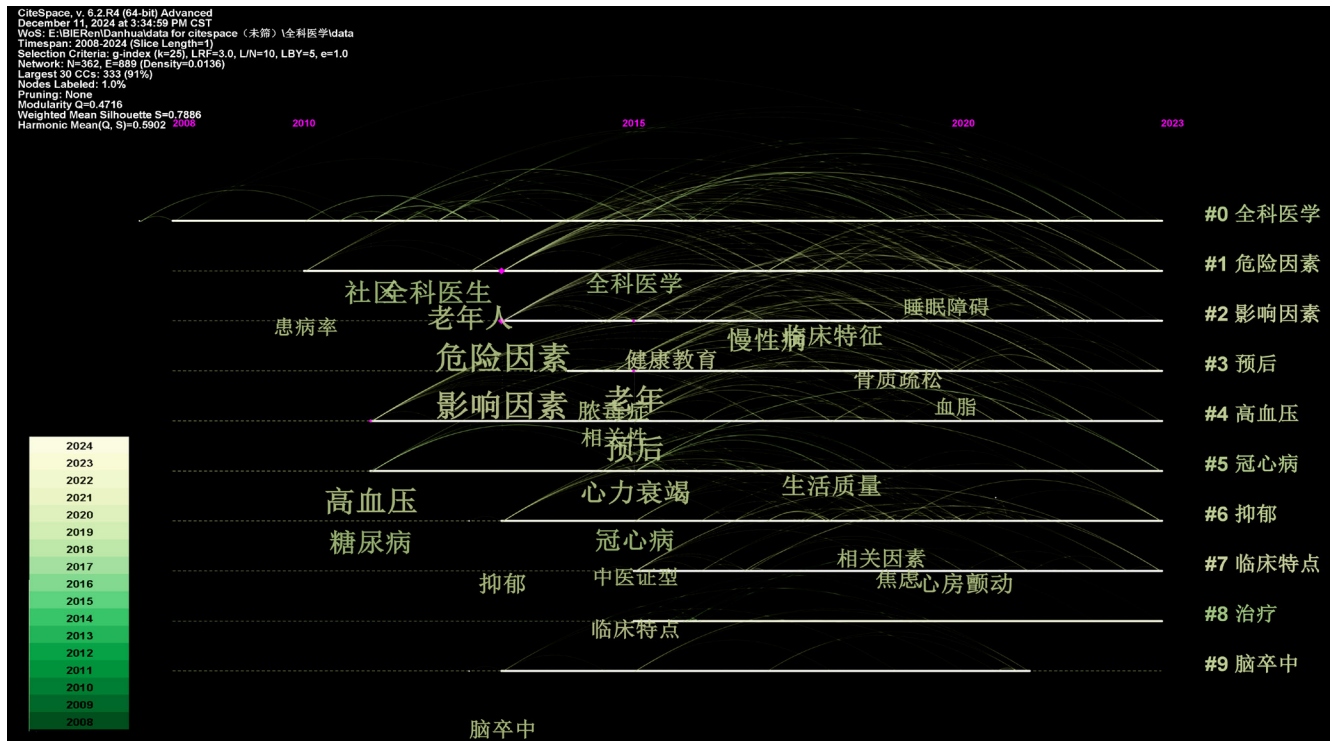 CiteSpace, v. 6.2.R4 (64-bit) Advanced
December 11, 2024 at 3:34:59 PM CST
WoS: E:\BIERen\Danhua\data for citespace（未筛）\全科医学\data
Timespan: 2008-2024 (Slice Length=1)
Selection Criteria: g-index (k=25), LRF=3.0, L/N=10, LBY=5, e=1.0
Network: N=362, E=889 (Density=0.0136)
Largest 30 CCs: 333 (91%)
Nodes Labeled: 1.0%
Pruning: None
Modularity Q=0.4716
Weighted Mean Silhouette S=0.7886
Harmonic Mean(Q, S)=0.5902
2008 2010 2015 2020 2023
#0 全科医学
#1 危险因素
社区 全科医生 全科医学
睡眠障碍
#2 影响因素
患病率 老年人
慢性病 临床特征
危险因素 健康教育
#3 预后
骨质疏松
影响因素 脓毒症 老年 血脂
#4 高血压
相关性
预后
#5 冠心病
高血压 心力衰竭 生活质量
#6 抑郁
糖尿病 冠心病
相关因素
#7 临床特点
抑郁 中医证型 焦虑 心房颤动
#8 治疗
临床特点
#9 脑卒中
脑卒中
2024
2023
2022
2021
2020
2019
2018
2017
2016
2015
2014
2013
2012
2011
2010
2009
2008